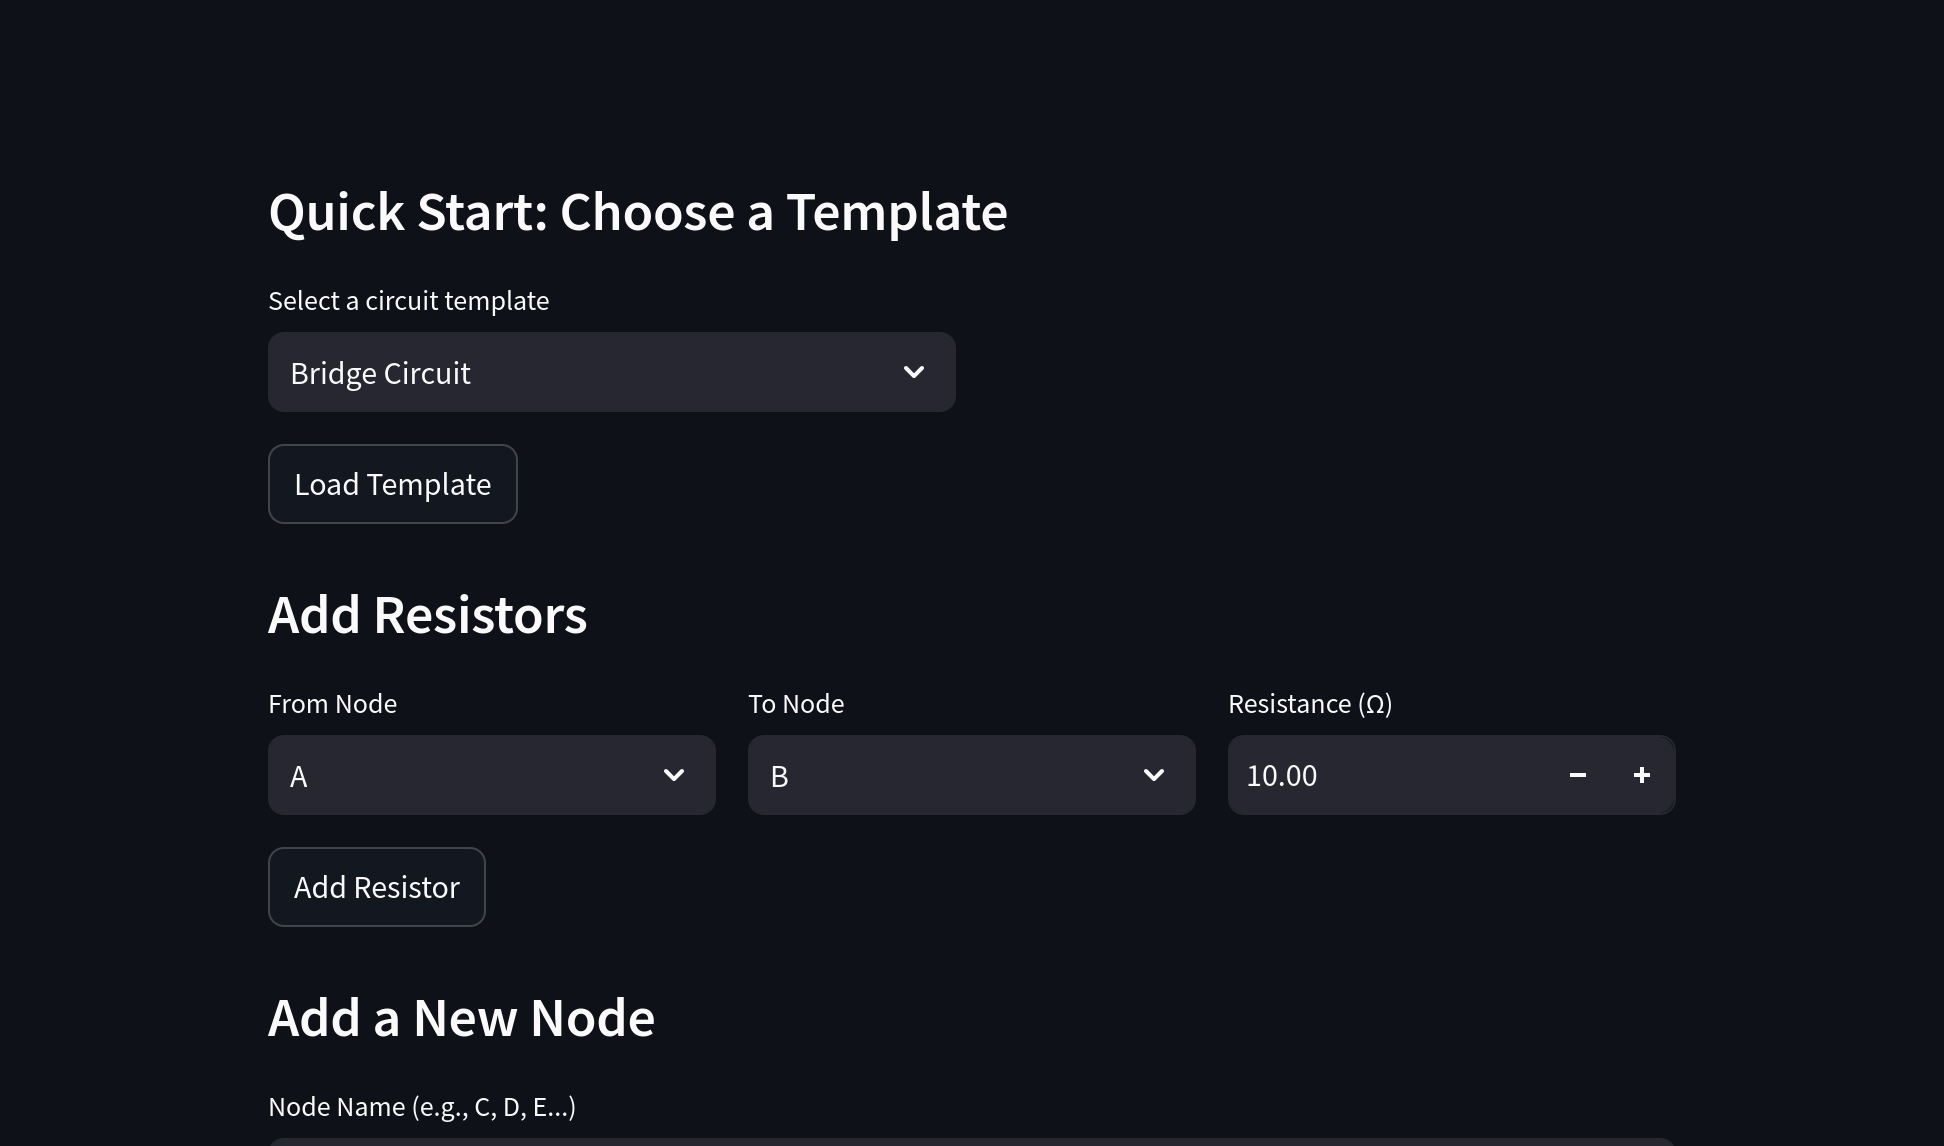 Quick Start: Choose a Template
Select a circuit template
Bridge Circuit
Load Template
Add Resistors
From Node
To Node
Resistance (Ω)
A
B
10.00
Add Resistor
Add a New Node
Node Name (e.g., C, D, E...)